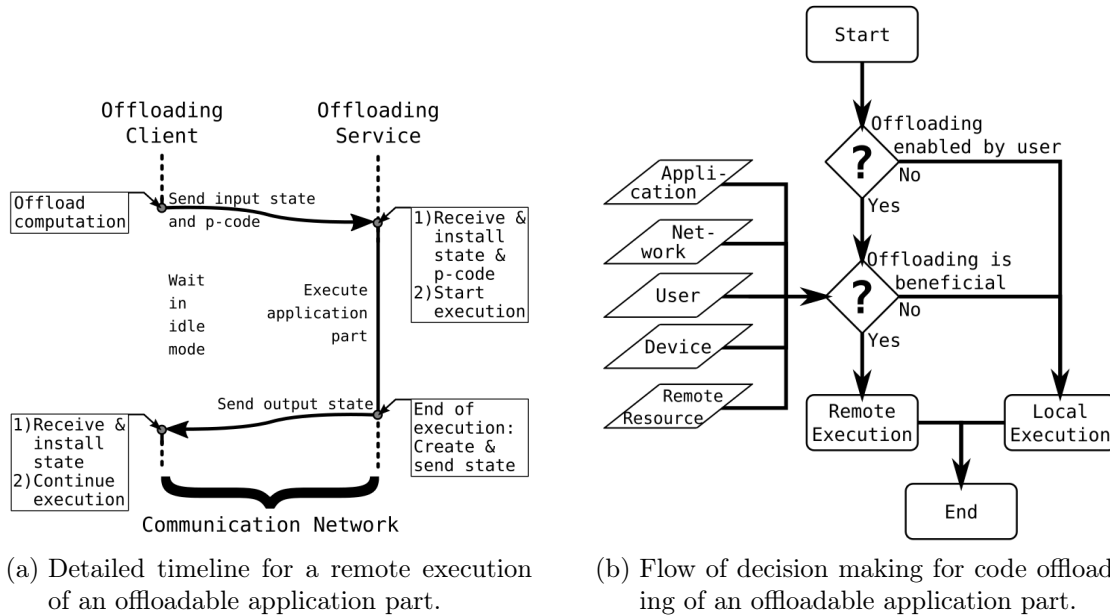 Offloading
Client
Offloading
Service
Offload
computation
Send input state
and p-code
1)Receive &
install
state &
p-code
2)Start
execution
Wait
in
idle
mode
Execute
application
part
Send output state
1)Receive &
install
state
2)Continue
execution
End of
execution:
Create &
send state
Communication Network
(a) Detailed timeline for a remote execution
of an offloadable application part.
Start
?
Offloading
enabled by user
No
Yes
Appli-
cation
Net-
work
User
Device
Remote
Resource
?
Offloading is
beneficial
No
Yes
Remote
Execution
Local
Execution
End
(b) Flow of decision making for code offload-
ing of an offloadable application part.